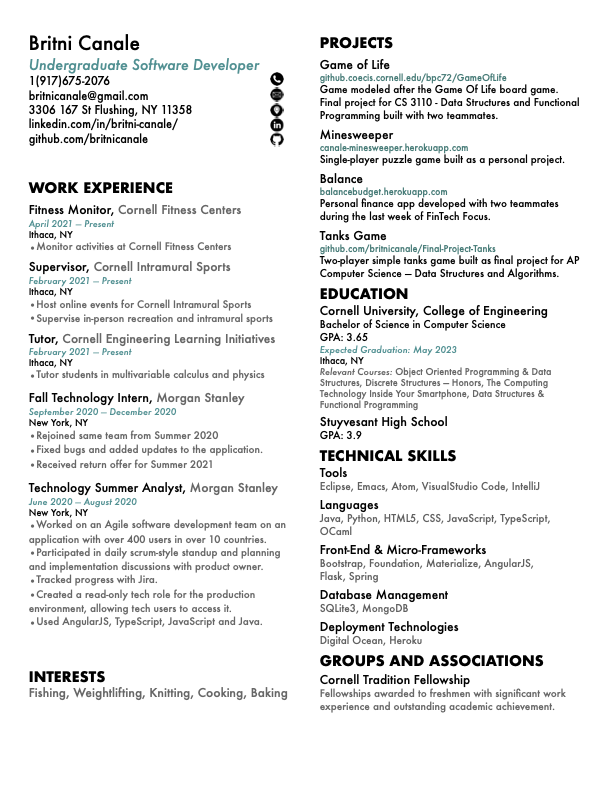 Britni Canale
Undergraduate Software Developer
1(917)675-2076
britnicanale@gmail.com
3306 167 St Flushing, NY 11358
linkedin.com/in/britni-canale/
github.com/britnicanale
WORK EXPERIENCE
Fitness Monitor, Cornell Fitness Centers
April 2021 — Present
Ithaca, NY
• Monitor activities at Cornell Fitness Centers
Supervisor, Cornell Intramural Sports
February 2021 — Present
Ithaca, NY
• Host online events for Cornell Intramural Sports
• Supervise in-person recreation and intramural sports
Tutor, Cornell Engineering Learning Initiatives
February 2021 — Present
Ithaca, NY
• Tutor students in multivariable calculus and physics
Fall Technology Intern, Morgan Stanley
September 2020 — December 2020
New York, NY
• Rejoined same team from Summer 2020
• Fixed bugs and added updates to the application.
• Received return offer for Summer 2021
Technology Summer Analyst, Morgan Stanley
June 2020 — August 2020
New York, NY
• Worked on an Agile software development team on an
application with over 400 users in over 10 countries.
• Participated in daily scrum-style standup and planning
and implementation discussions with product owner.
• Tracked progress with Jira.
• Created a read-only tech role for the production
environment, allowing tech users to access it.
• Used AngularJS, TypeScript, JavaScript and Java.
INTERESTS
Fishing, Weightlifting, Knitting, Cooking, Baking
PROJECTS
Game of Life
github.coecis.cornell.edu/bpc72/GameOfLife
Game modeled after the Game Of Life board game.
Final project for CS 3110 - Data Structures and Functional
Programming built with two teammates.
Minesweeper
canale-minesweeper.herokuapp.com
Single-player puzzle game built as a personal project.
Balance
balancebudget.herokuapp.com
Personal finance app developed with two teammates
during the last week of FinTech Focus.
Tanks Game
github.com/britnicanale/Final-Project-Tanks
Two-player simple tanks game built as final project for AP
Computer Science — Data Structures and Algorithms.
EDUCATION
Cornell University, College of Engineering
Bachelor of Science in Computer Science
GPA: 3.65
Expected Graduation: May 2023
Ithaca, NY
Relevant Courses: Object Oriented Programming & Data
Structures, Discrete Structures — Honors, The Computing
Technology Inside Your Smartphone, Data Structures &
Functional Programming
Stuyvesant High School
GPA: 3.9
TECHNICAL SKILLS
Tools
Eclipse, Emacs, Atom, VisualStudio Code, IntelliJ
Languages
Java, Python, HTML5, CSS, JavaScript, TypeScript,
OCaml
Front-End & Micro-Frameworks
Bootstrap, Foundation, Materialize, AngularJS,
Flask, Spring
Database Management
SQLite3, MongoDB
Deployment Technologies
Digital Ocean, Heroku
GROUPS AND ASSOCIATIONS
Cornell Tradition Fellowship
Fellowships awarded to freshmen with significant work
experience and outstanding academic achievement.